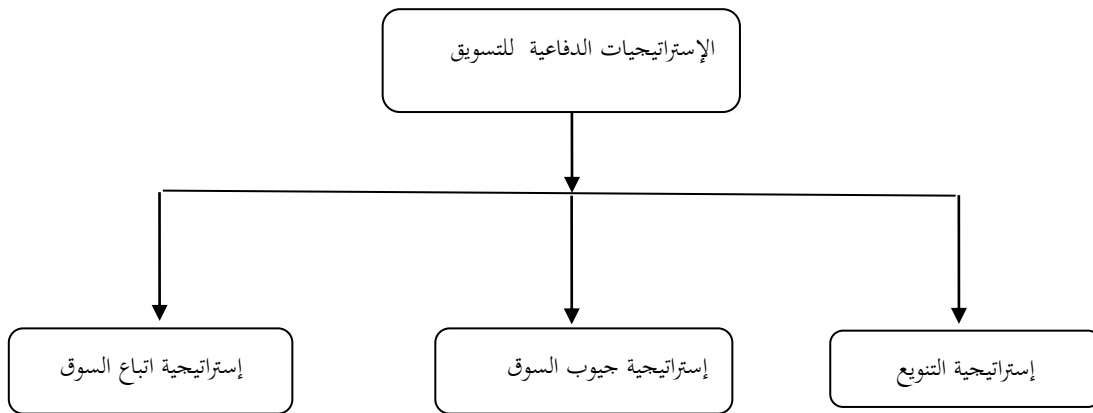 الإستراتيجيات الدفاعية للتسويق
إستراتيجية التنويع
إستراتيجية جيوب السوق
إستراتيجية اتباع السوق